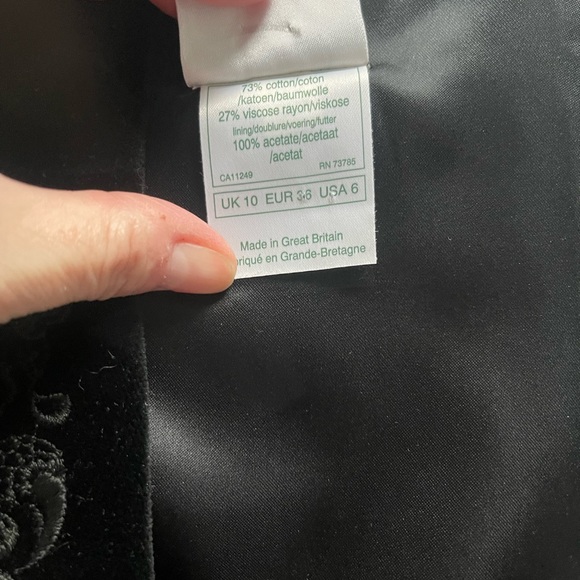 73% cotton/coton
/katoen/baumwolle
27% viscose rayon/viskose
lining/doublure/voering/futter
100% acetate/acetaat
/acetat
CA11249 RN 73785
UK 10 EUR 36 USA 6
Made in Great Britain
riqué en Grande-Bretagne